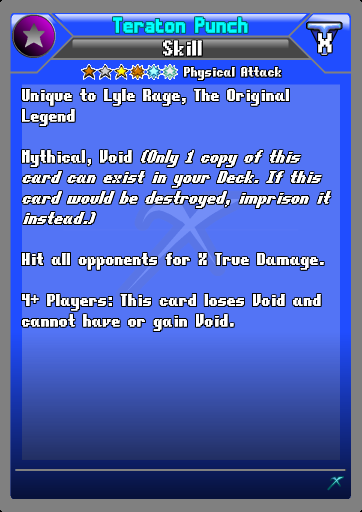 Teraton Punch
Skill
X
Physical Attack
Unique to Lyle Rage, The Original
Legend
Mythical, Void (Only 1 copy of this
card can exist in your Deck. If this
card would be destroyed, imprison it
instead.)
Hit all opponents for X True Damage.
4+ Players: This card loses Void and
cannot have or gain Void.